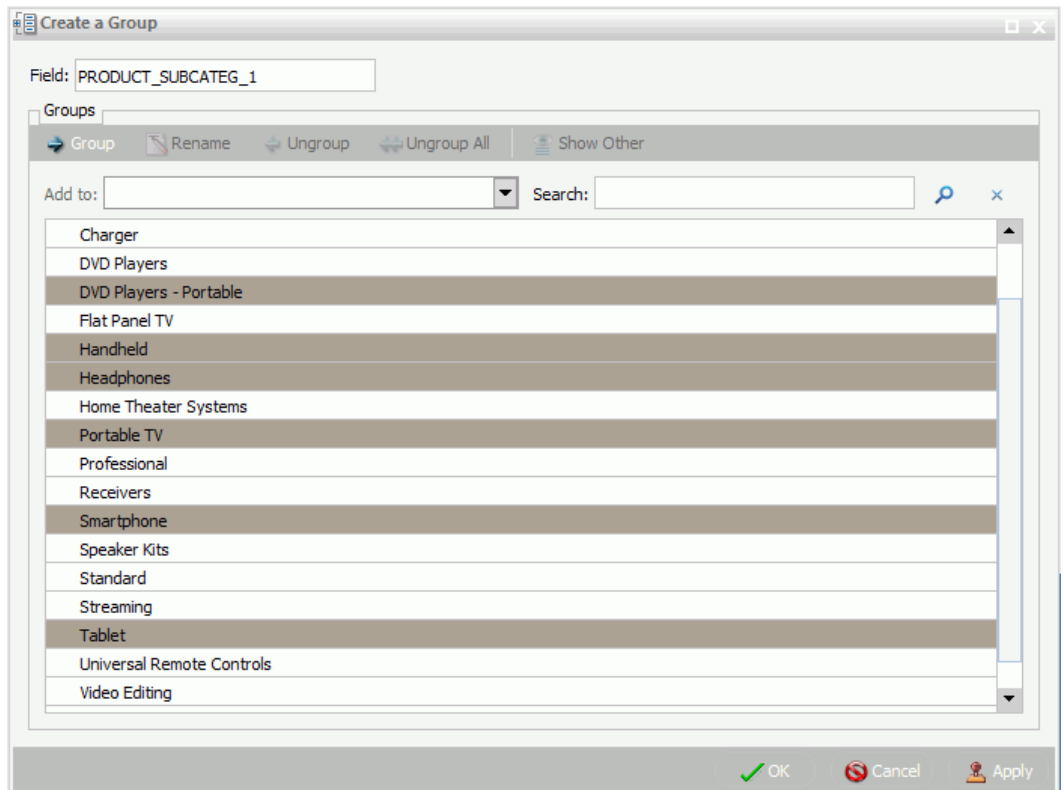 Create a Group
Field: PRODUCT_SUBCATEG_1
Groups
Group Rename Ungroup Ungroup All Show Other
Add to: Search:
Charger
DVD Players
DVD Players - Portable
Flat Panel TV
Handheld
Headphones
Home Theater Systems
Portable TV
Professional
Receivers
Smartphone
Speaker Kits
Standard
Streaming
Tablet
Universal Remote Controls
Video Editing
OK Cancel Apply